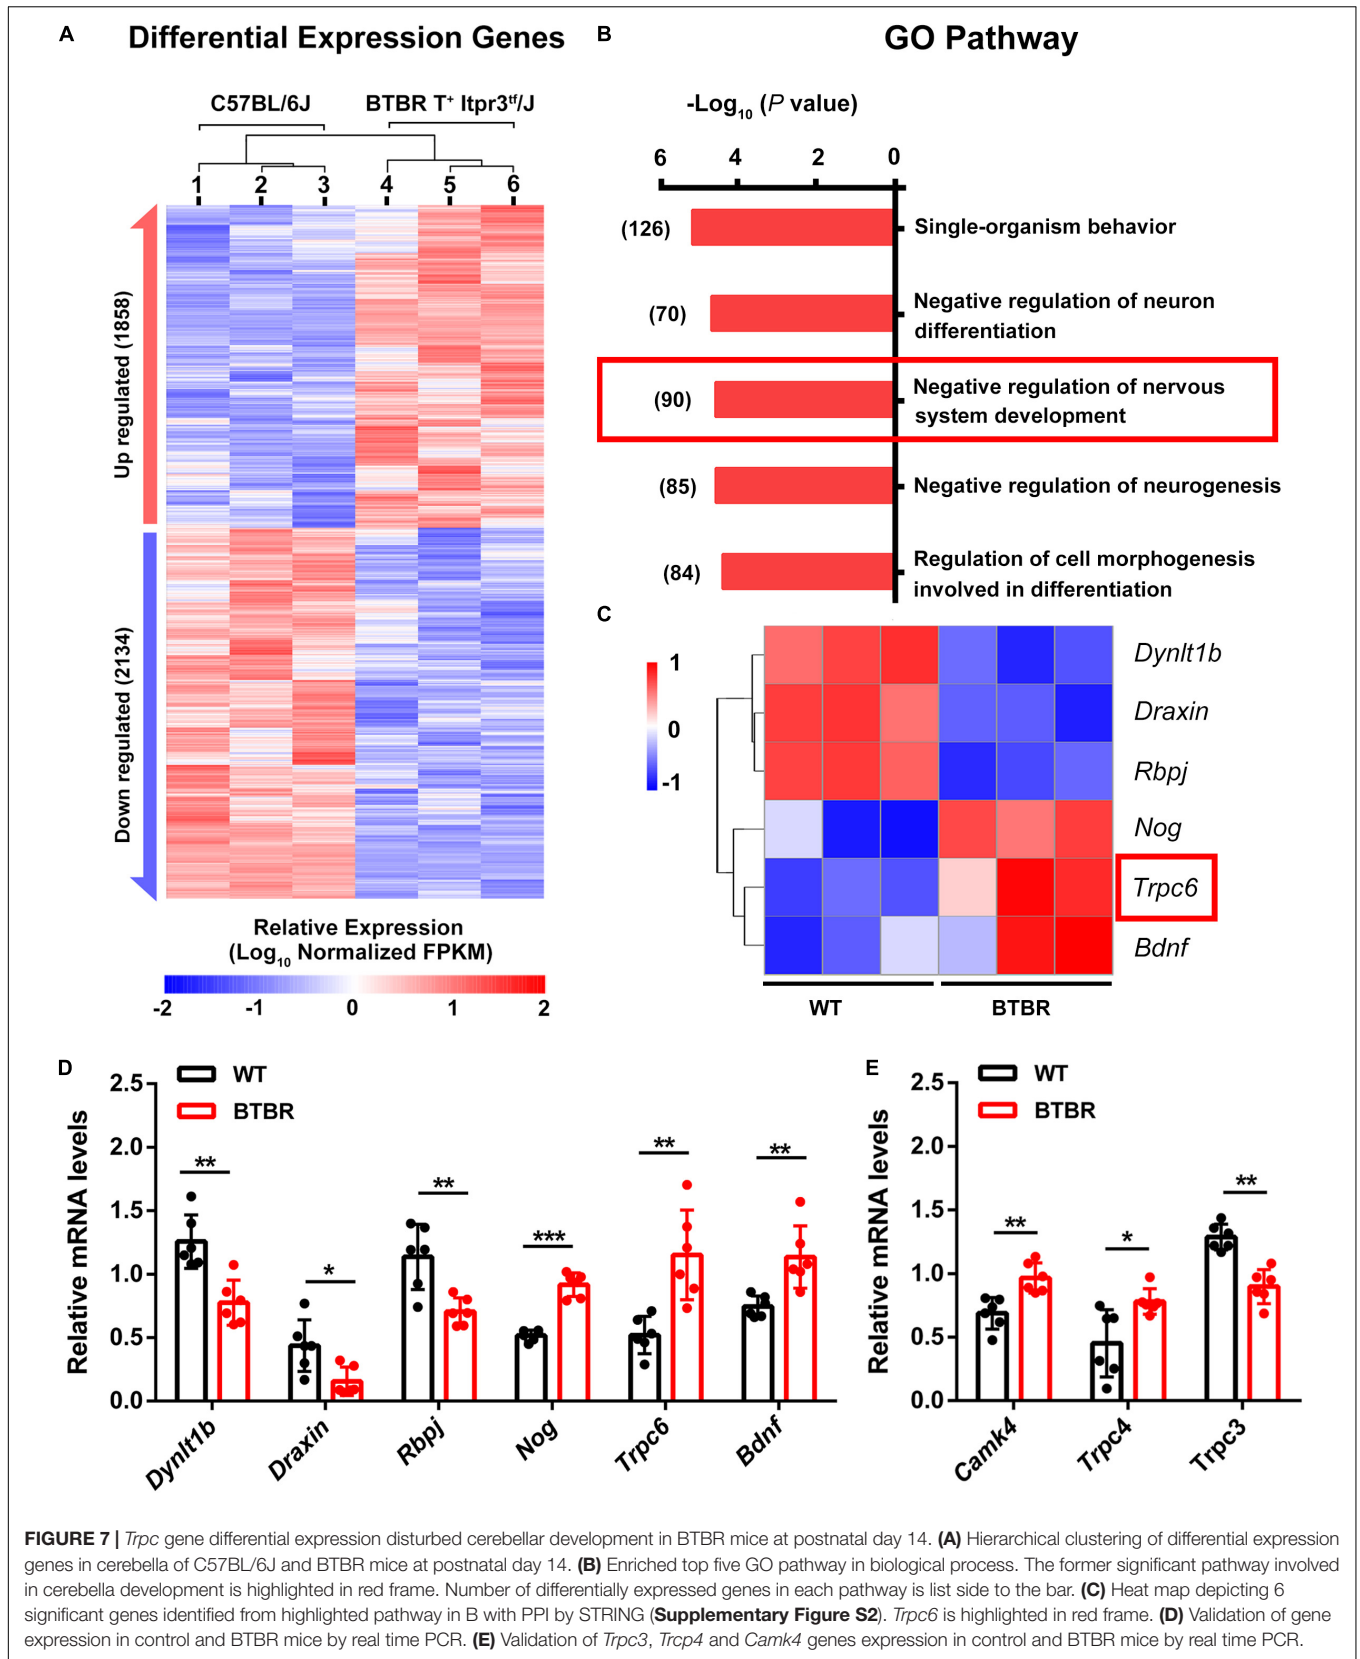 A
Differential Expression Genes
C57BL/6J
BTBR T+ Itpr3tf/J
1 2 3 4 5 6
Up regulated (1858)
Down regulated (2134)
Relative Expression
(Log10 Normalized FPKM)
-2 -1 0 1 2
B
GO Pathway
-Log10 (P value)
6 4 2 0
(126) Single-organism behavior
(70) Negative regulation of neuron
differentiation
(90) Negative regulation of nervous
system development
(85) Negative regulation of neurogenesis
(84) Regulation of cell morphogenesis
involved in differentiation
C
1
0
-1
Dynlt1b
Draxin
Rbpj
Nog
Trpc6
Bdnf
WT BTBR
D
WT
BTBR
Relative mRNA levels
2.5
2.0
1.5
1.0
0.5
0.0
** * ** *** ** **
Dynlt1b Draxin Rbpj Nog Trpc6 Bdnf
E
WT
BTBR
Relative mRNA levels
2.5
2.0
1.5
1.0
0.5
0.0
** * **
Camk4 Trpc4 Trpc3
FIGURE 7 | Trpc gene differential expression disturbed cerebellar development in BTBR mice at postnatal day 14. (A) Hierarchical clustering of differential expression
genes in cerebella of C57BL/6J and BTBR mice at postnatal day 14. (B) Enriched top five GO pathway in biological process. The former significant pathway involved
in cerebella development is highlighted in red frame. Number of differentially expressed genes in each pathway is list side to the bar. (C) Heat map depicting 6
significant genes identified from highlighted pathway in B with PPI by STRING (Supplementary Figure S2). Trpc6 is highlighted in red frame. (D) Validation of gene
expression in control and BTBR mice by real time PCR. (E) Validation of Trpc3, Trcp4 and Camk4 genes expression in control and BTBR mice by real time PCR.